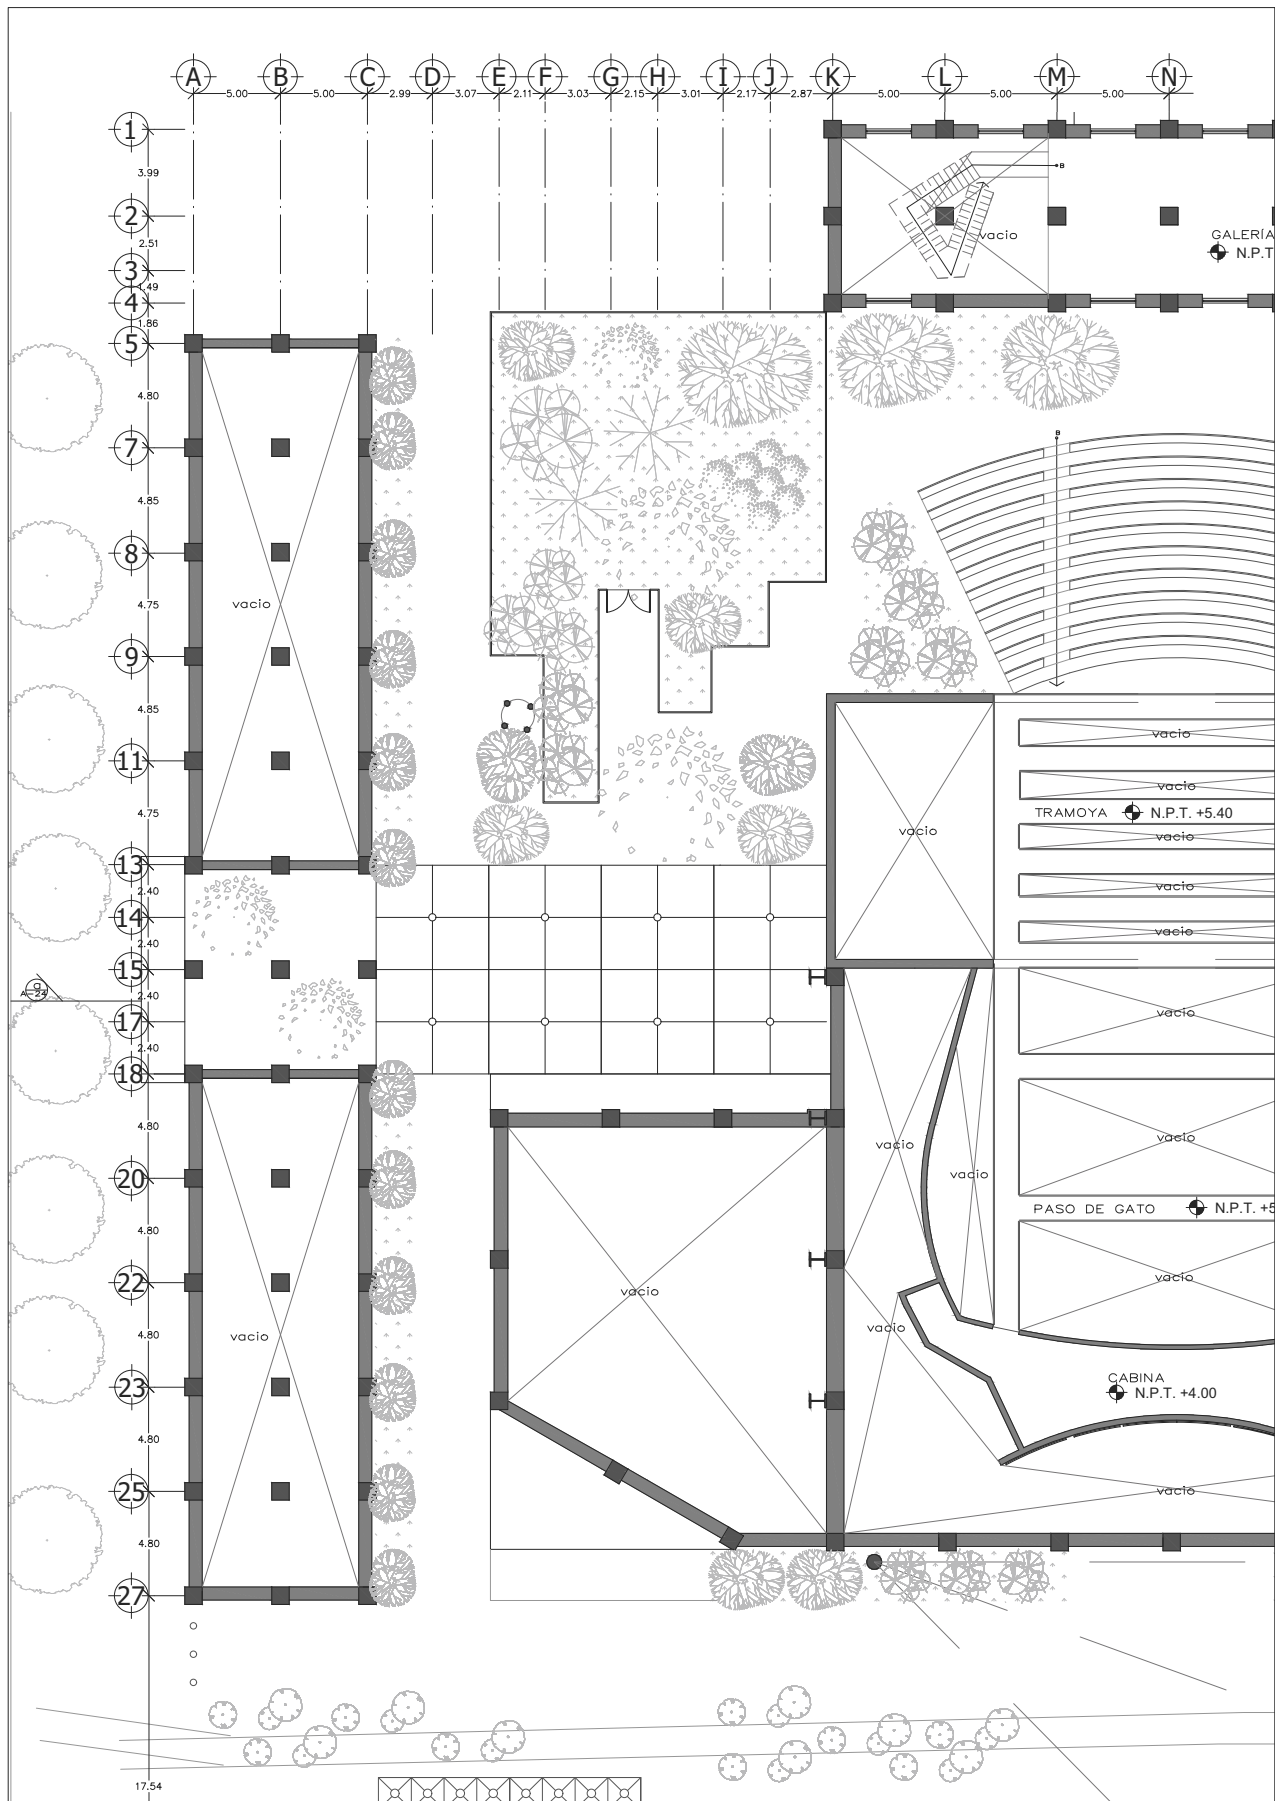 A B C D E F G H I J K L M N
5.00 5.00 2.99 3.07 2.11 3.03 2.15 3.01 2.17 2.87 5.00 5.00 5.00
1
3.99
B
2
vacio
GALERÍA
2.51
N.P.T
3
1.49
4
1.86
5
4.80
B
7
4.85
8
4.75
vacio
9
4.85
vacio
11
vacio
4.75
TRAMOYA N.P.T. +5.40
vacio
vacio
13
2.40
vacio
14
vacio
2.40
15
a
A-24
2.40
vacio
17
2.40
18
4.80
vacio
vacio
vacio
20
PASO DE GATO N.P.T. +5
4.80
vacio
22
vacio
vacio
4.80
vacio
CABINA
23
N.P.T. +4.00
4.80
25
vacio
4.80
27
17.54